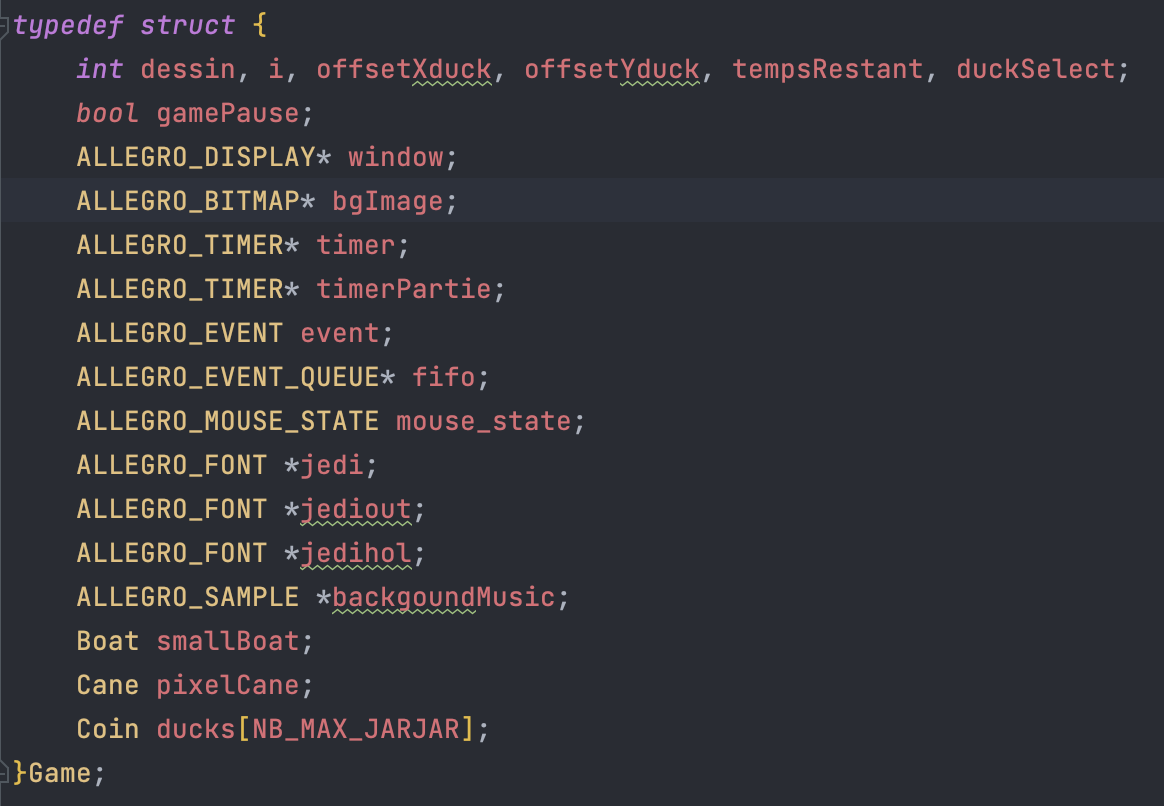 typedef struct {
    int dessin, i, offsetXduck, offsetYduck, tempsRestant, duckSelect;
    bool gamePause;
    ALLEGRO_DISPLAY* window;
    ALLEGRO_BITMAP* bgImage;
    ALLEGRO_TIMER* timer;
    ALLEGRO_TIMER* timerPartie;
    ALLEGRO_EVENT event;
    ALLEGRO_EVENT_QUEUE* fifo;
    ALLEGRO_MOUSE_STATE mouse_state;
    ALLEGRO_FONT *jedi;
    ALLEGRO_FONT *jediout;
    ALLEGRO_FONT *jedihol;
    ALLEGRO_SAMPLE *backgoundMusic;
    Boat smallBoat;
    Cane pixelCane;
    Coin ducks[NB_MAX_JARJAR];
}Game;